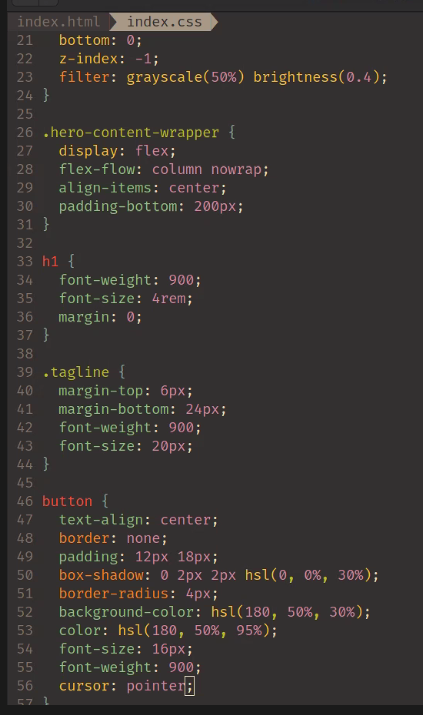 index.html index.css
21 bottom: 0;
22 z-index: -1;
23 filter: grayscale(50%) brightness(0.4);
24 }
25
26 .hero-content-wrapper {
27 display: flex;
28 flex-flow: column nowrap;
29 align-items: center;
30 padding-bottom: 200px;
31 }
32
33 h1 {
34 font-weight: 900;
35 font-size: 4rem;
36 margin: 0;
37 }
38
39 .tagline {
40 margin-top: 6px;
41 margin-bottom: 24px;
42 font-weight: 900;
43 font-size: 20px;
44 }
45
46 button {
47 text-align: center;
48 border: none;
49 padding: 12px 18px;
50 box-shadow: 0 2px 2px hsl(0, 0%, 30%);
51 border-radius: 4px;
52 background-color: hsl(180, 50%, 30%);
53 color: hsl(180, 50%, 95%);
54 font-size: 16px;
55 font-weight: 900;
56 cursor: pointer;
57 }